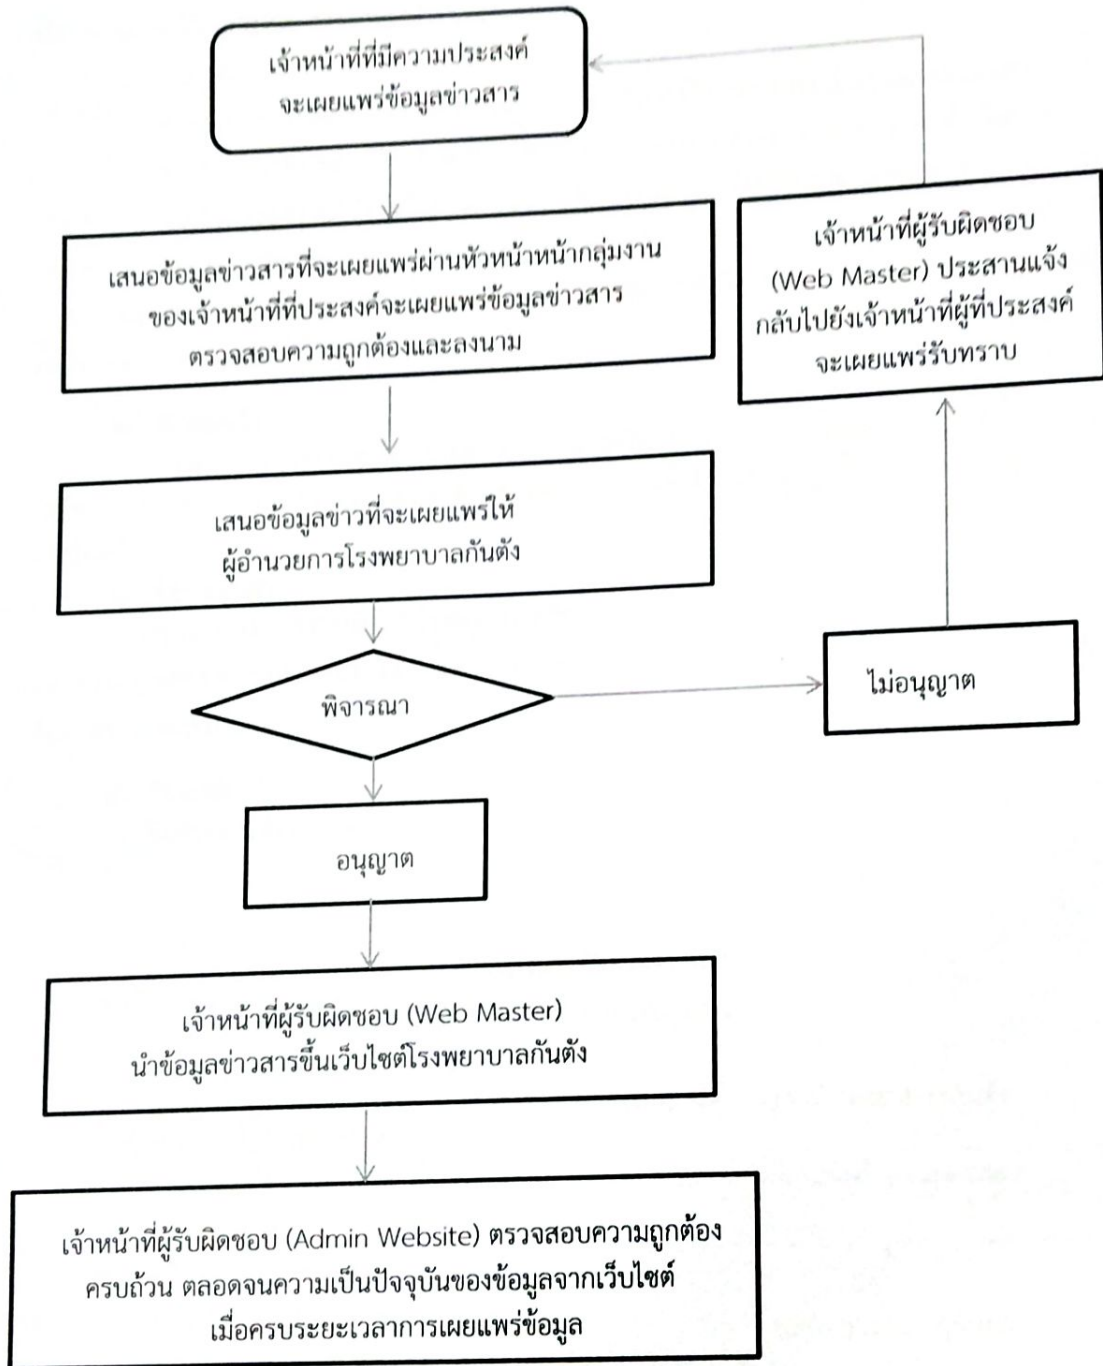 เจ้าหน้าที่ที่มีความประสงค์
จะเผยแพร่ข้อมูลข่าวสาร
เสนอข้อมูลข่าวสารที่จะเผยแพร่ผ่านหัวหน้าหน้ากลุ่มงาน
ของเจ้าหน้าที่ที่ประสงค์จะเผยแพร่ข้อมูลข่าวสาร
ตรวจสอบความถูกต้องและลงนาม
เจ้าหน้าที่ผู้รับผิดชอบ
(Web Master) ประสานแจ้ง
กลับไปยังเจ้าหน้าที่ผู้ที่ประสงค์
จะเผยแพร่รับทราบ
เสนอข้อมูลข่าวที่จะเผยแพร่ให้
ผู้อำนวยการโรงพยาบาลกันตัง
พิจารณา
ไม่อนุญาต
อนุญาต
เจ้าหน้าที่ผู้รับผิดชอบ (Web Master)
นำข้อมูลข่าวสารขึ้นเว็บไซต์โรงพยาบาลกันตัง
เจ้าหน้าที่ผู้รับผิดชอบ (Admin Website) ตรวจสอบความถูกต้อง
ครบถ้วน ตลอดจนความเป็นปัจจุบันของข้อมูลจากเว็บไซต์
เมื่อครบระยะเวลาการเผยแพร่ข้อมูล